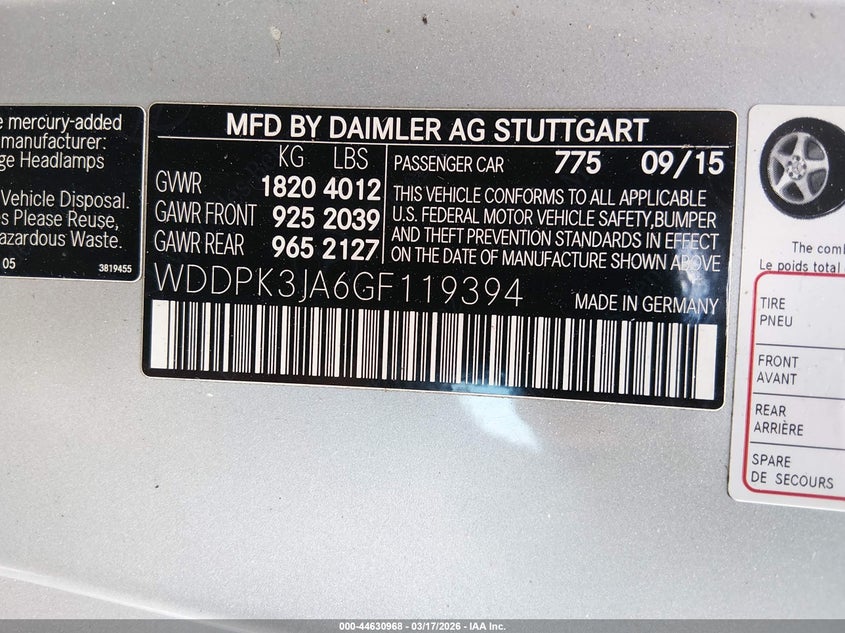 e mercury-added
manufacturer:
ge Headlamps
Vehicle Disposal.
es Please Reuse,
azardous Waste.
05
3819455
MFD BY DAIMLER AG STUTTGART
KG LBS
GVWR 1820 4012
GAWR FRONT 925 2039
GAWR REAR 965 2127
PASSENGER CAR 775 09/15
THIS VEHICLE CONFORMS TO ALL APPLICABLE
U.S. FEDERAL MOTOR VEHICLE SAFETY,BUMPER
AND THEFT PREVENTION STANDARDS IN EFFECT
ON THE DATE OF MANUFACTURE SHOWN ABOVE
WDDPK3JA6GF119394
MADE IN GERMANY
The comb
Le poids total
TIRE
PNEU
FRONT
AVANT
REAR
ARRIÈRE
SPARE
DE SECOURS
000-44630968 - 03/17/2026 - IAA Inc.